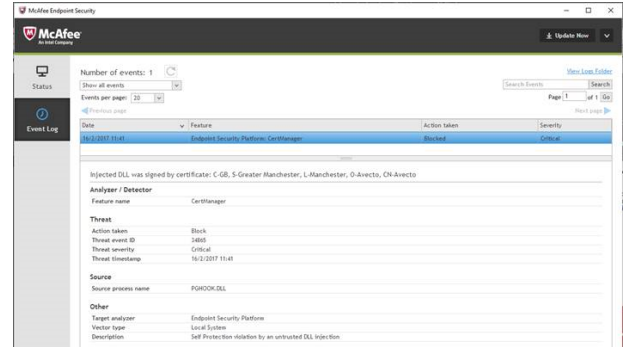 McAfee Endpoint Security
McAfee
An Intel Company
Update Now
Status
Event Log
Number of events: 1
View Logs Folder
Show all events
Search Events
Search
Events per page: 20
Page 1 of 1 Go
Previous page
Next page
Date Feature Action taken Severity
16/2/2017 11:41 Endpoint Security Platform: CertManager Blocked Critical
Injected DLL was signed by certificate: C-GB, S-Greater Manchester, L-Manchester, O-Avecto, CN-Avecto
Analyzer / Detector
Feature name CertManager
Threat
Action taken Block
Threat event ID 34865
Threat severity Critical
Threat timestamp 16/2/2017 11:41
Source
Source process name PGHOOK.DLL
Other
Target analyzer Endpoint Security Platform
Vector type Local System
Description Self Protection violation by an untrusted DLL injection